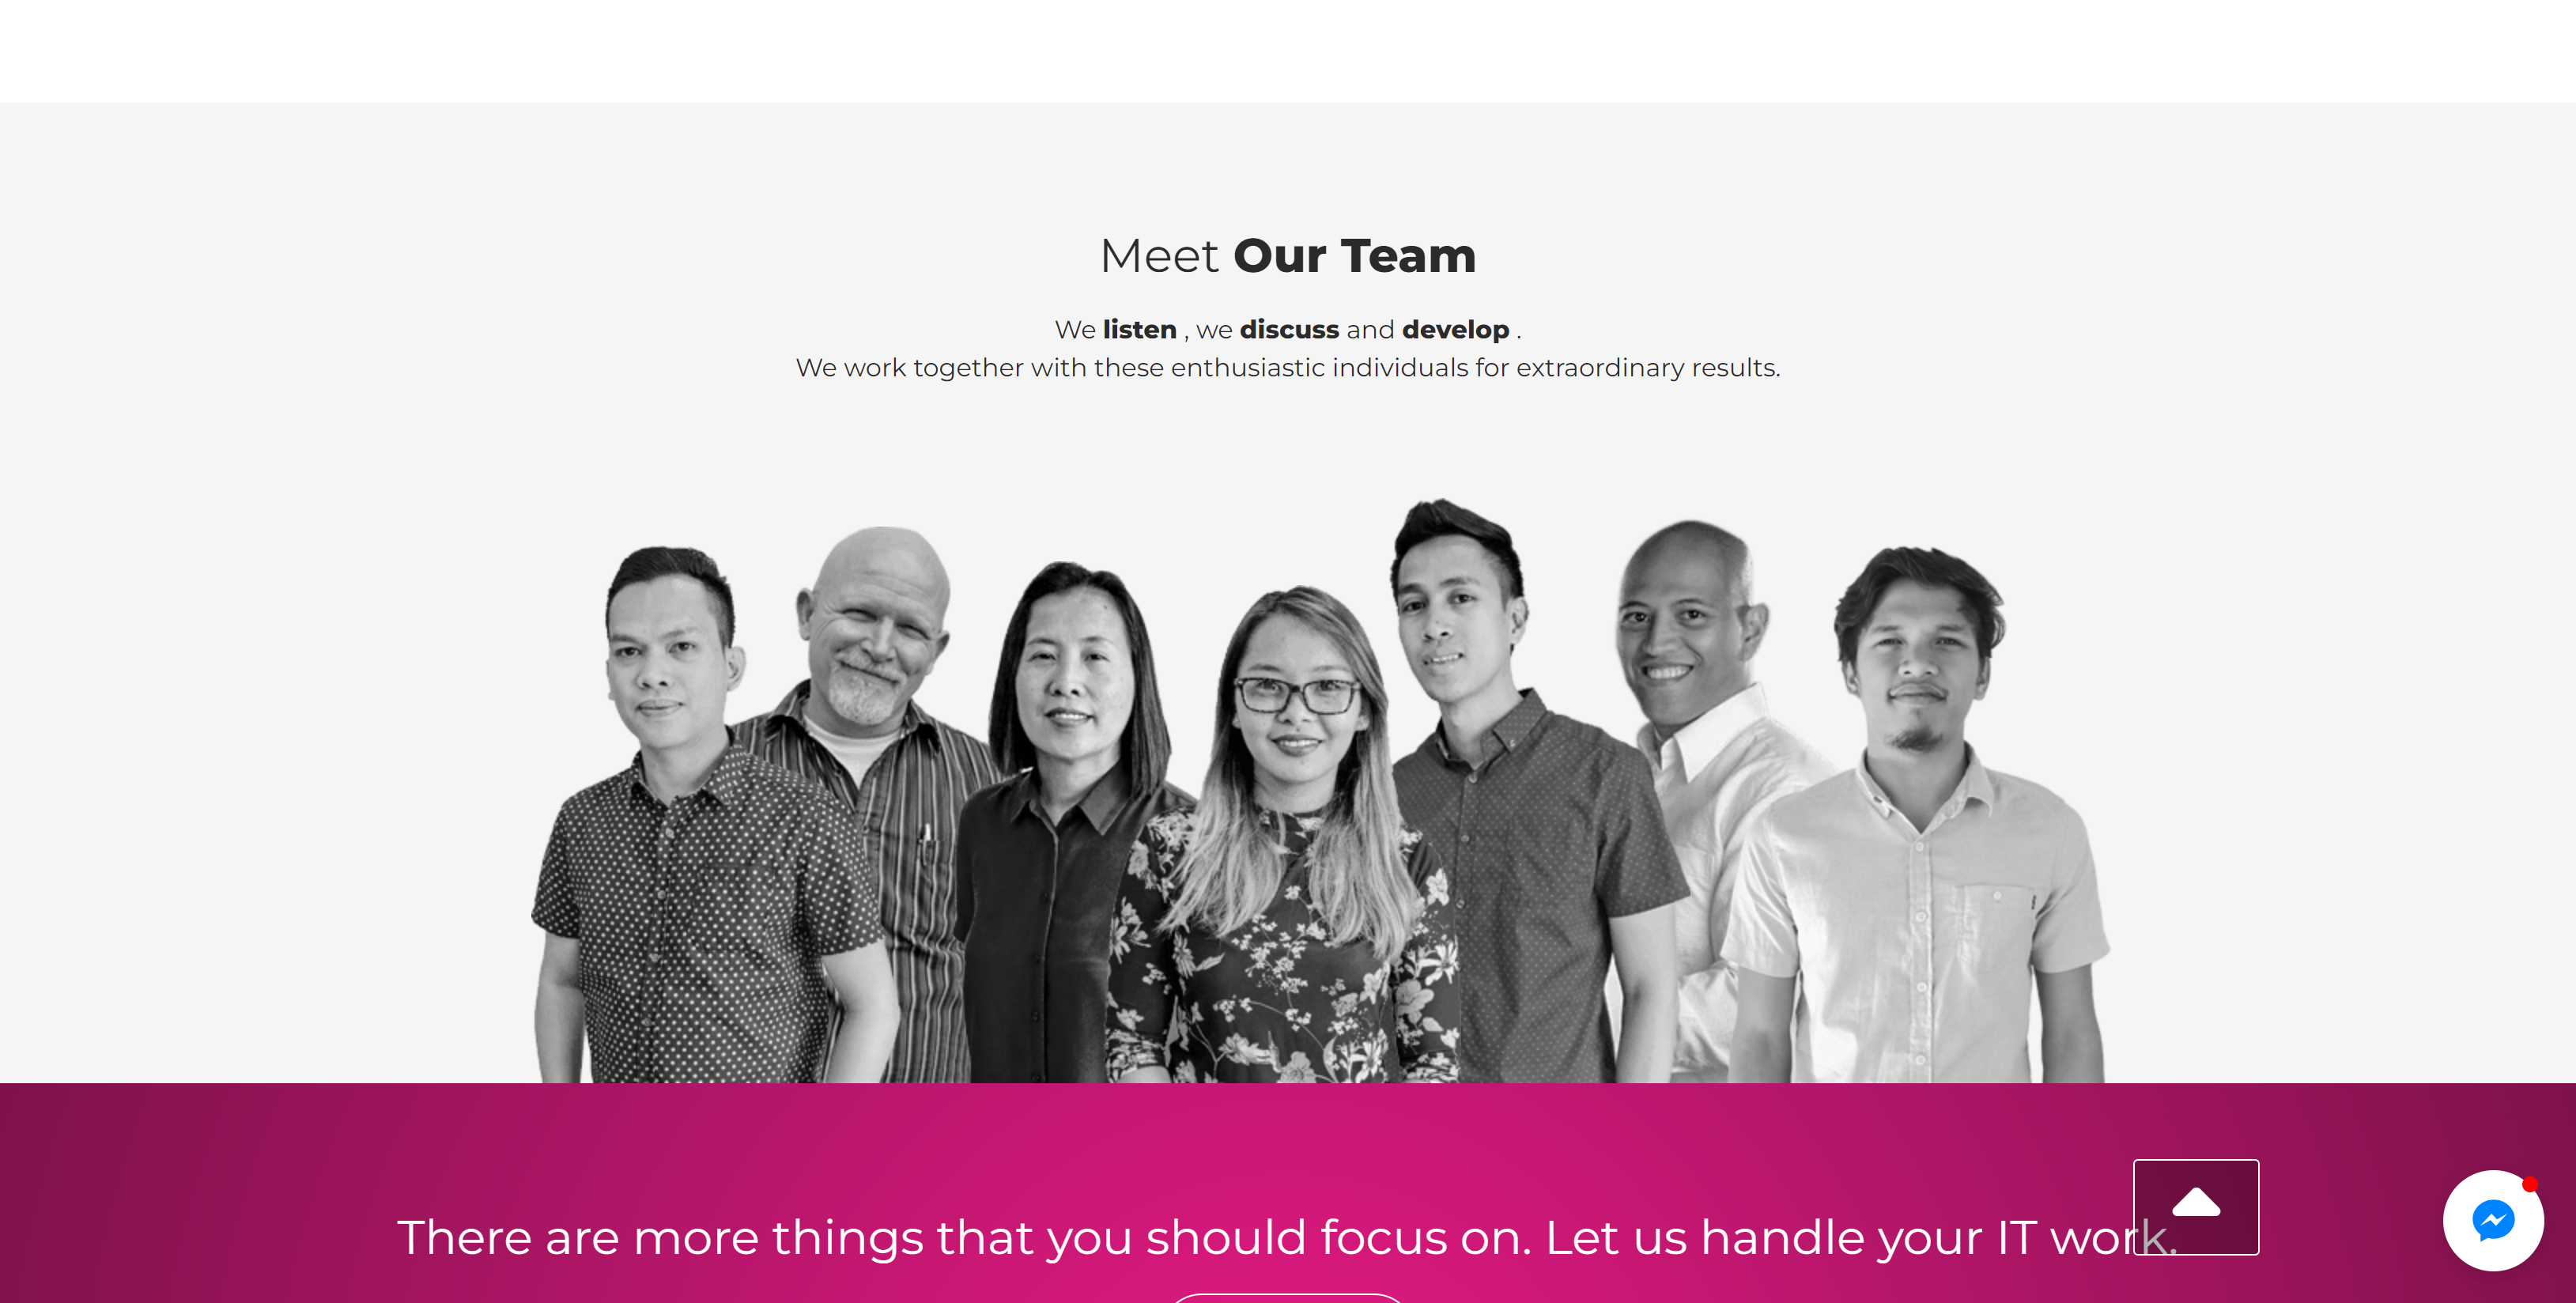 Meet Our Team
We listen , we discuss and develop .
We work together with these enthusiastic individuals for extraordinary results.
There are more things that you should focus on. Let us handle your IT work.